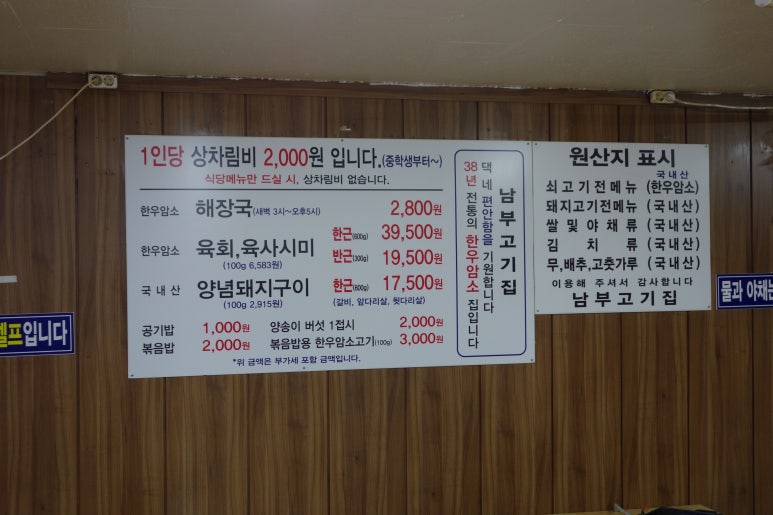 1인당 상차림비 2,000원 입니다.(중학생부터~)
식당메뉴만 드실 시, 상차림비 없습니다.
한우암소 해장국(새벽 3시~오후5시) 2,800원
한우암소 육회,육사시미 한근(600g) 39,500원
(100g 6,583원) 반근(300g) 19,500원
국내산 양념돼지구이 한근(600g) 17,500원
(100g 2,915원) (갈비, 앞다리살, 뒷다리살)
공기밥 1,000원 양송이 버섯 1접시 2,000원
볶음밥 2,000원 볶음밥용 한우암소고기(100g) 3,000원
*위 금액은 부가세 포함 금액입니다.
남부고기집
댁네 편안함을 기원합니다
38년 전통의 한우암소 집입니다
원산지 표시
쇠고기전메뉴 (국내산 한우암소)
돼지고기전메뉴 (국내산)
쌀 및 야채류 (국내산)
김치류 (국내산)
무,배추,고춧가루 (국내산)
이용해 주셔서 감사합니다
남부고기집
셀프입니다
물과 야채는